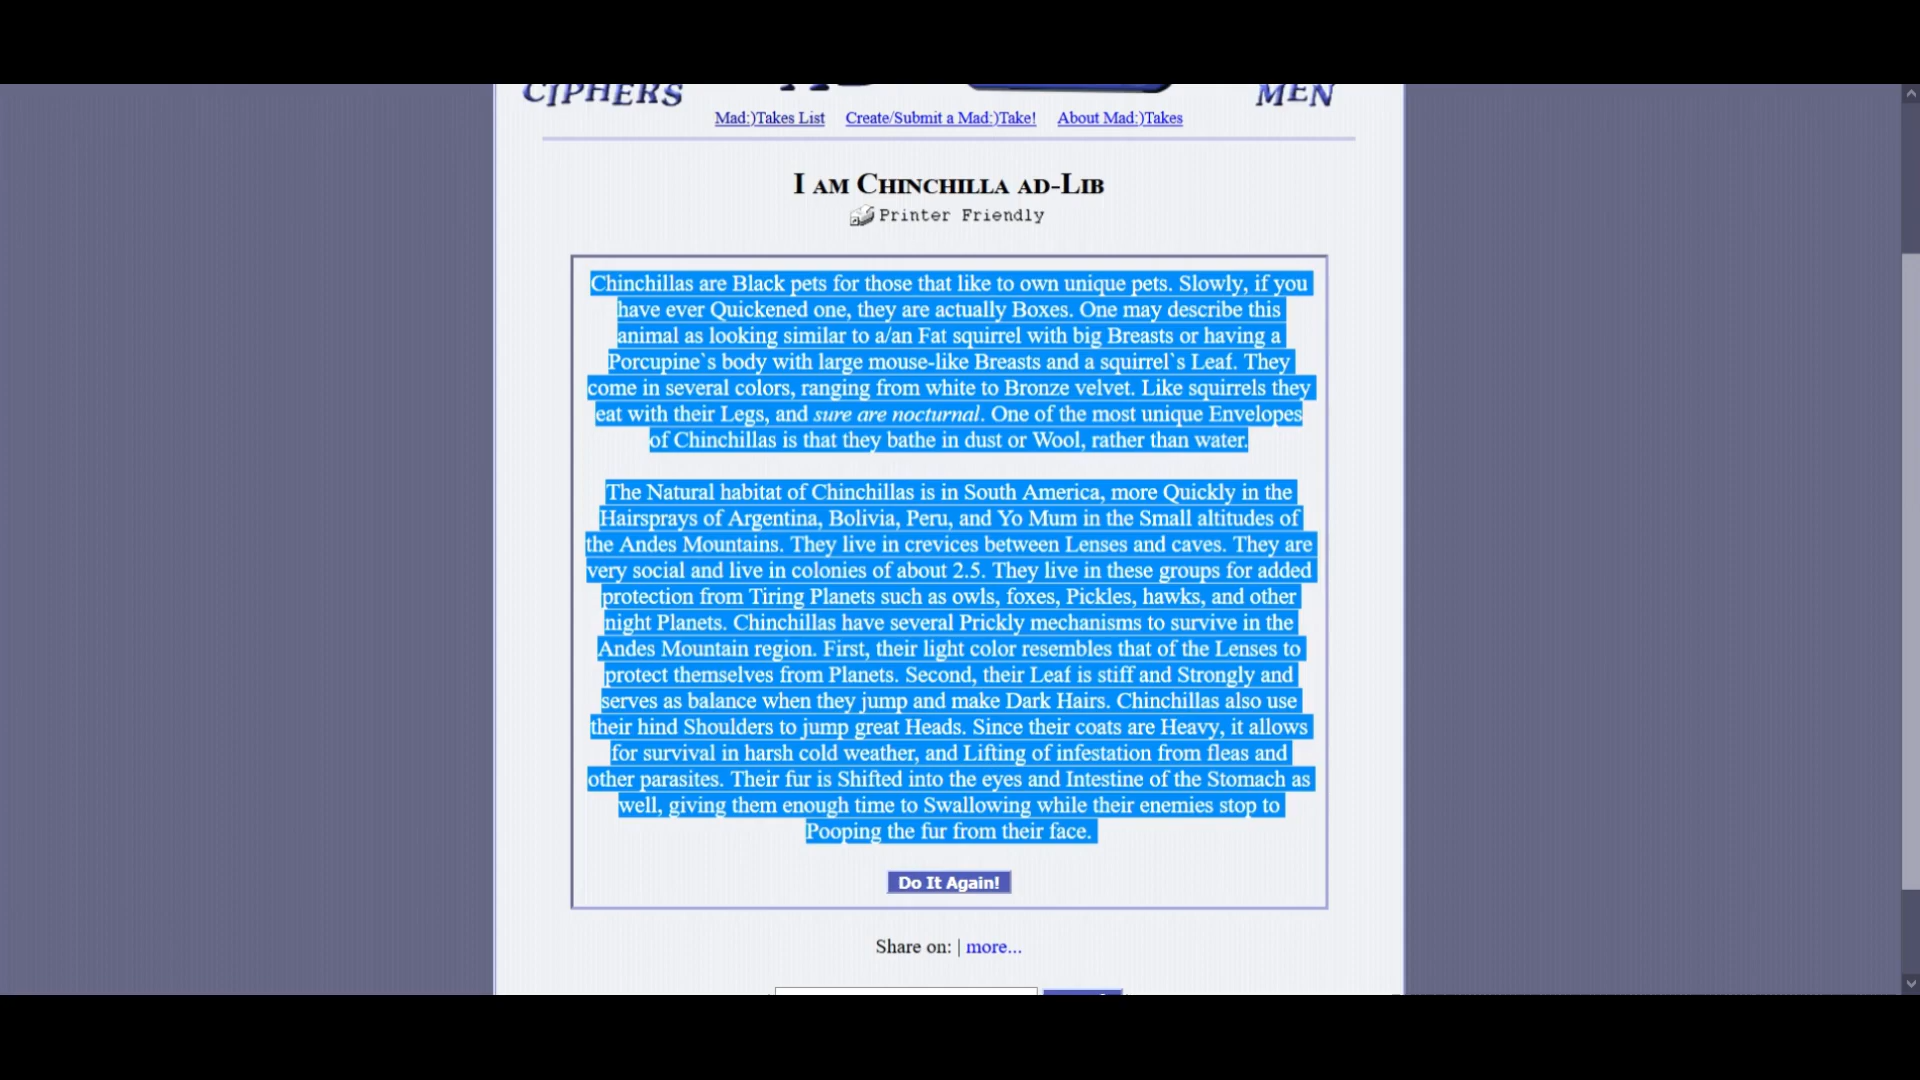 CIPHERS
MEN
Mad:)Takes List Create/Submit a Mad:)Take! About Mad:)Takes
I AM CHINCHILLA AD-LIB
Printer Friendly
Chinchillas are Black pets for those that like to own unique pets. Slowly, if you
have ever Quickened one, they are actually Boxes. One may describe this
animal as looking similar to a/an Fat squirrel with big Breasts or having a
Porcupine`s body with large mouse-like Breasts and a squirrel`s Leaf. They
come in several colors, ranging from white to Bronze velvet. Like squirrels they
eat with their Legs, and sure are nocturnal. One of the most unique Envelopes
of Chinchillas is that they bathe in dust or Wool, rather than water.
The Natural habitat of Chinchillas is in South America, more Quickly in the
Hairsprays of Argentina, Bolivia, Peru, and Yo Mum in the Small altitudes of
the Andes Mountains. They live in crevices between Lenses and caves. They are
very social and live in colonies of about 2.5. They live in these groups for added
protection from Tiring Planets such as owls, foxes, Pickles, hawks, and other
night Planets. Chinchillas have several Prickly mechanisms to survive in the
Andes Mountain region. First, their light color resembles that of the Lenses to
protect themselves from Planets. Second, their Leaf is stiff and Strongly and
serves as balance when they jump and make Dark Hairs. Chinchillas also use
their hind Shoulders to jump great Heads. Since their coats are Heavy, it allows
for survival in harsh cold weather, and Lifting of infestation from fleas and
other parasites. Their fur is Shifted into the eyes and Intestine of the Stomach as
well, giving them enough time to Swallowing while their enemies stop to
Pooping the fur from their face.
Do It Again!
Share on: | more...